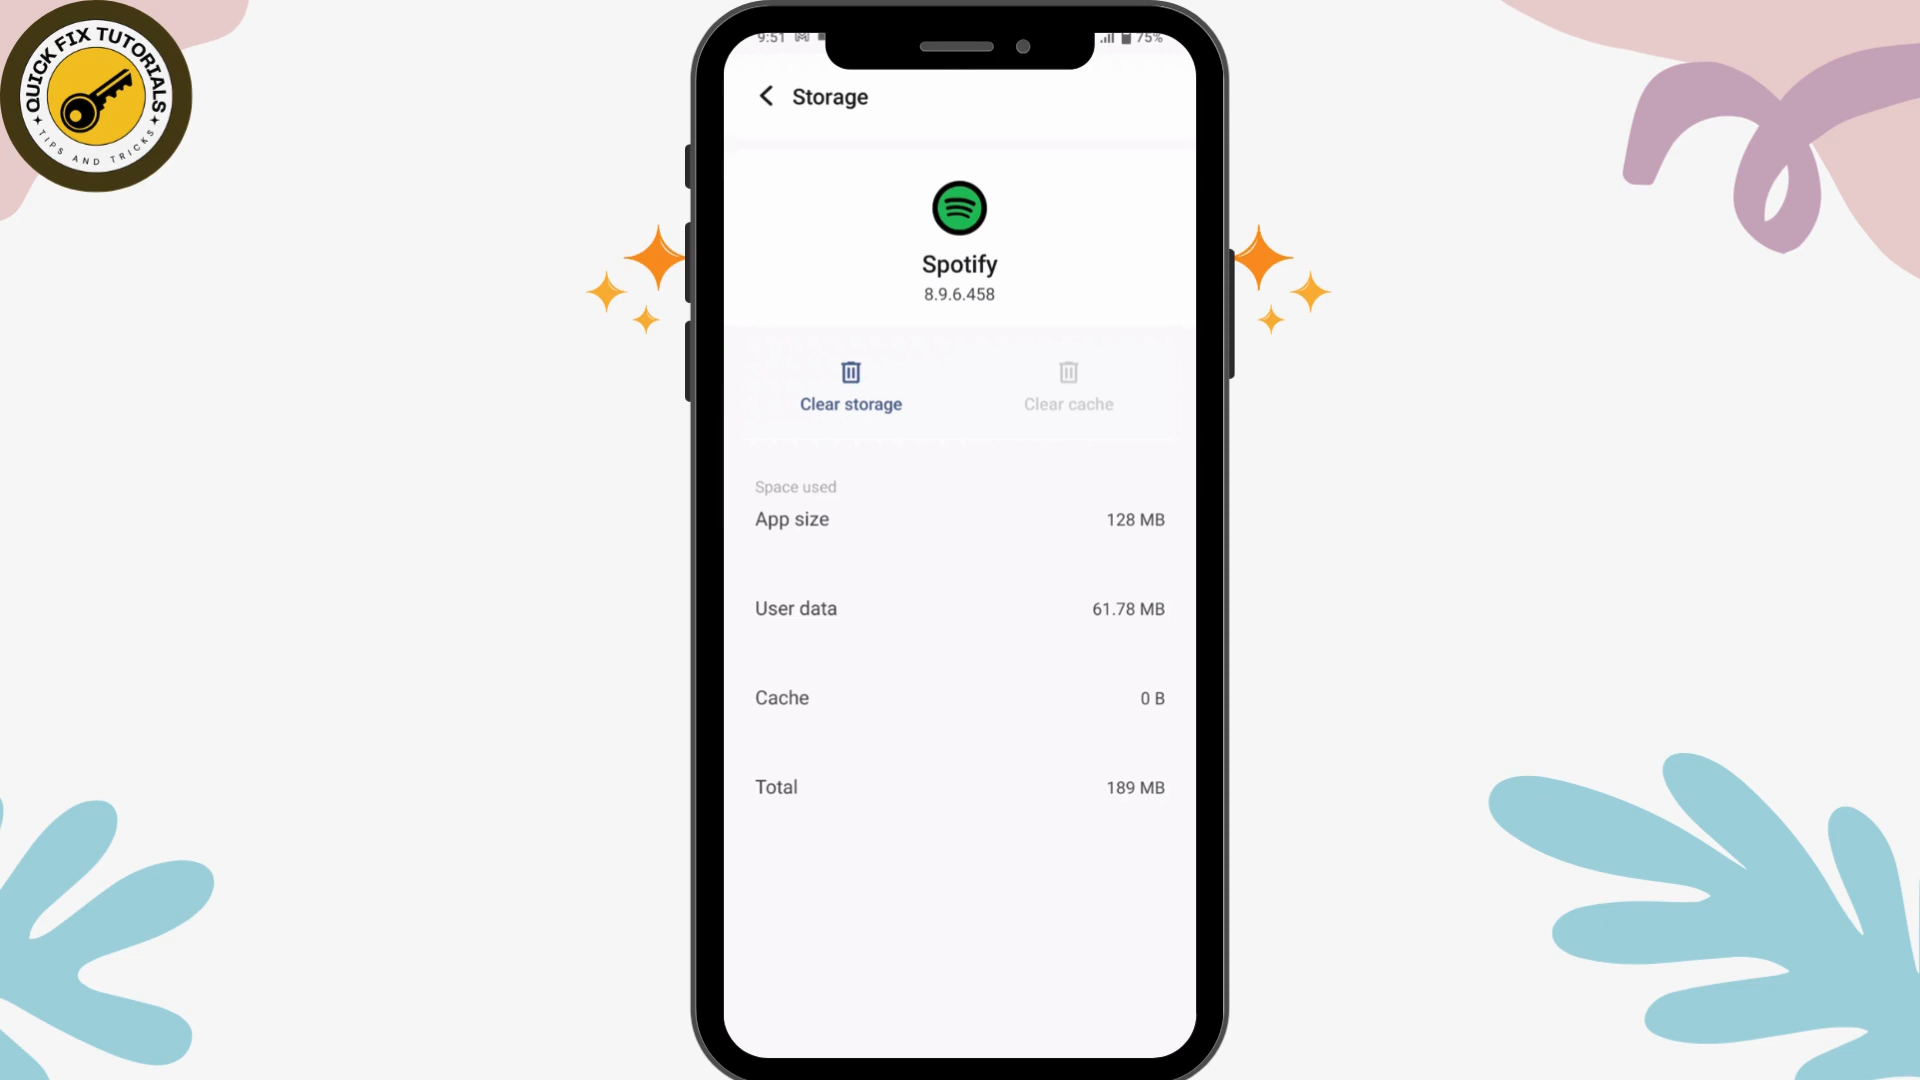 QUICK FIX TUTORIALS
TIPS AND TRICKS
9:51
75%
Storage
Spotify
8.9.6.458
Clear storage
Clear cache
Space used
App size
128 MB
User data
61.78 MB
Cache
0 B
Total
189 MB